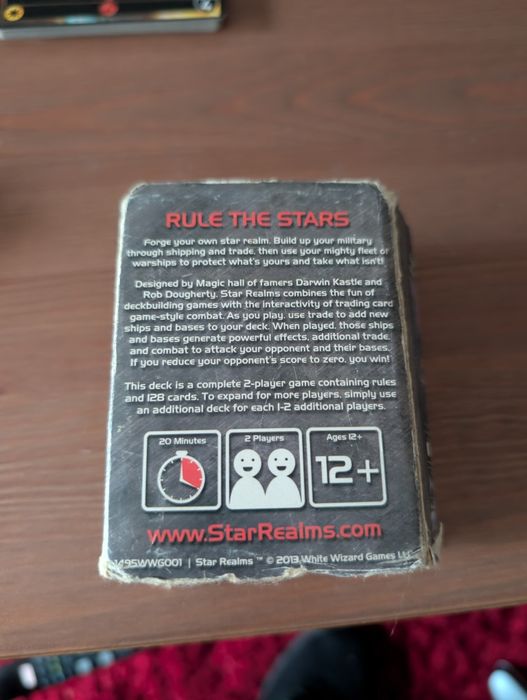 RULE THE STARS
Forge your own star realm. Build up your military
through shipping and trade, then use your mighty fleet of
warships to protect what's yours and take what isn't!
Designed by Magic hall of famers Darwin Kastle and
Rob Dougherty, Star Realms combines the fun of
deckbuilding games with the interactivity of trading card
game-style combat. As you play, use trade to add new
ships and bases to your deck. When played, those ships
and bases generate powerful effects, additional trade,
and combat to attack your opponent and their bases.
If you reduce your opponent's score to zero, you win!
This deck is a complete 2-player game containing rules
and 128 cards. To expand for more players, simply use
an additional deck for each 1-2 additional players.
20 Minutes
2 Players
Ages 12+
12+
www.StarRealms.com
1495WWG001 | Star Realms ™ © 2013 White Wizard Games LLC